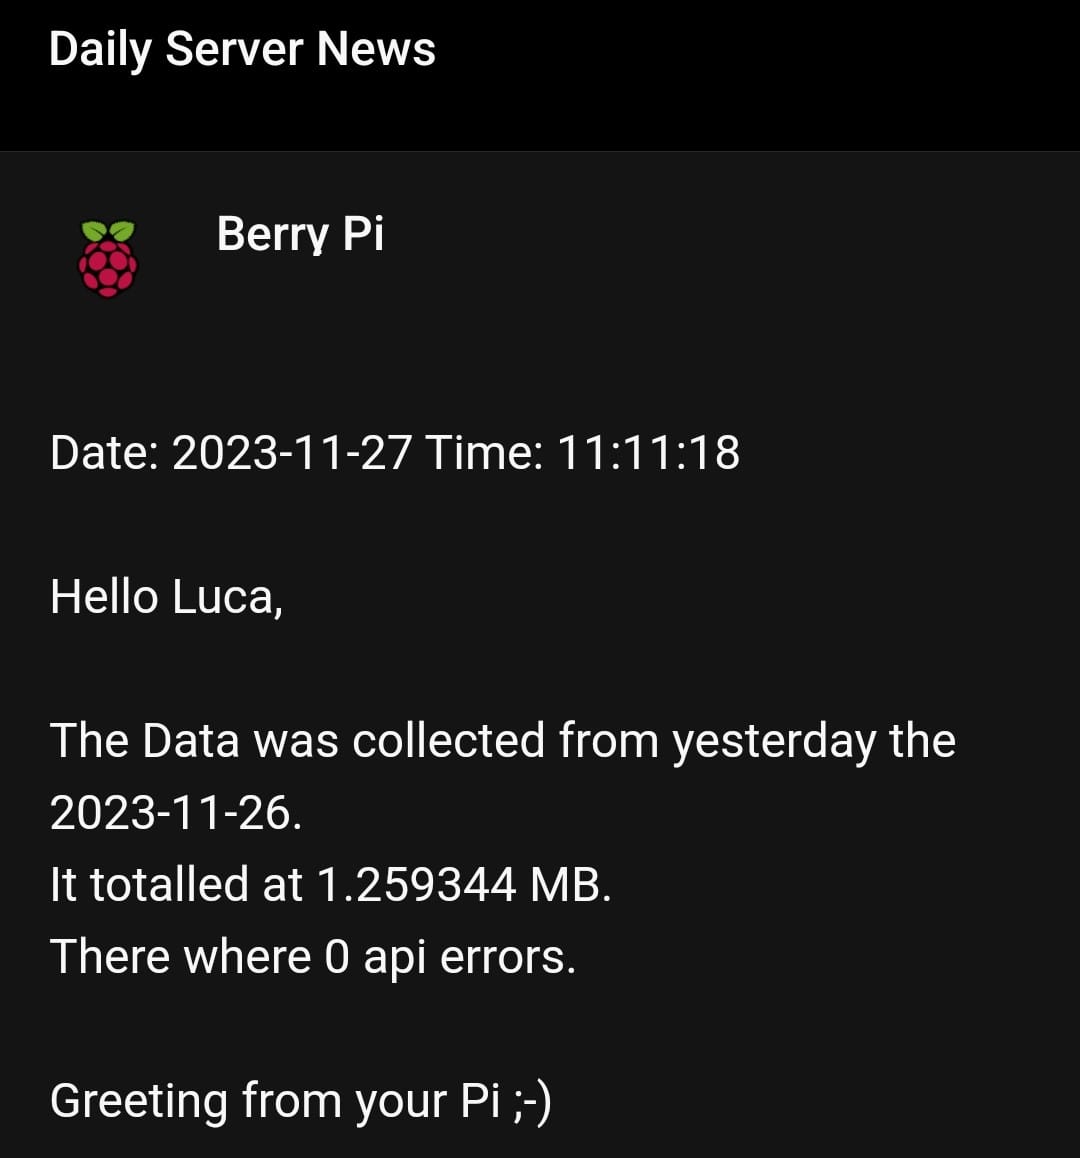 Daily Server News
Berry Pi
Date: 2023-11-27 Time: 11:11:18
Hello Luca,
The Data was collected from yesterday the
2023-11-26.
It totalled at 1.259344 MB.
There where 0 api errors.
Greeting from your Pi ;-)